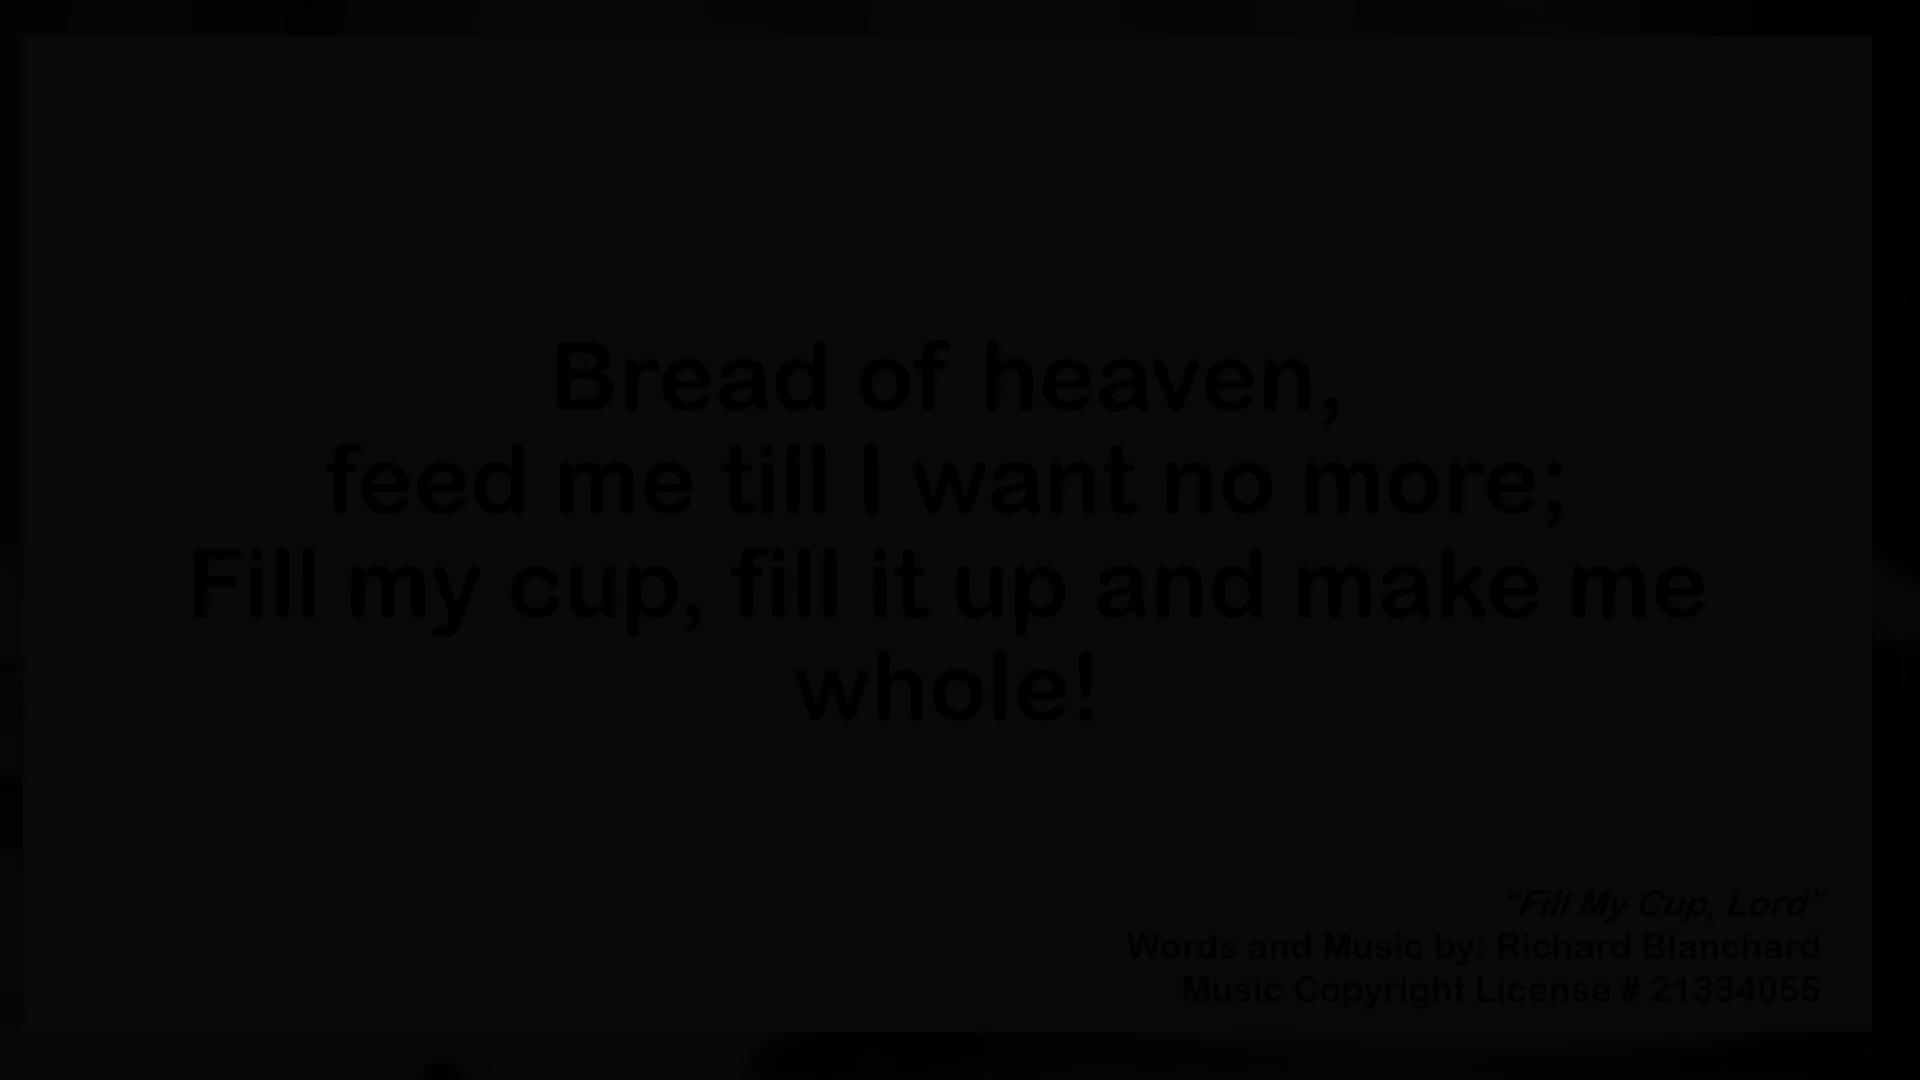 Bread of heaven,
feed me till I want no more;
Fill my cup, fill it up and make me
whole!
“Fill My Cup, Lord”
Words and Music by: Richard Blanchard
Music Copyright License # 21334055